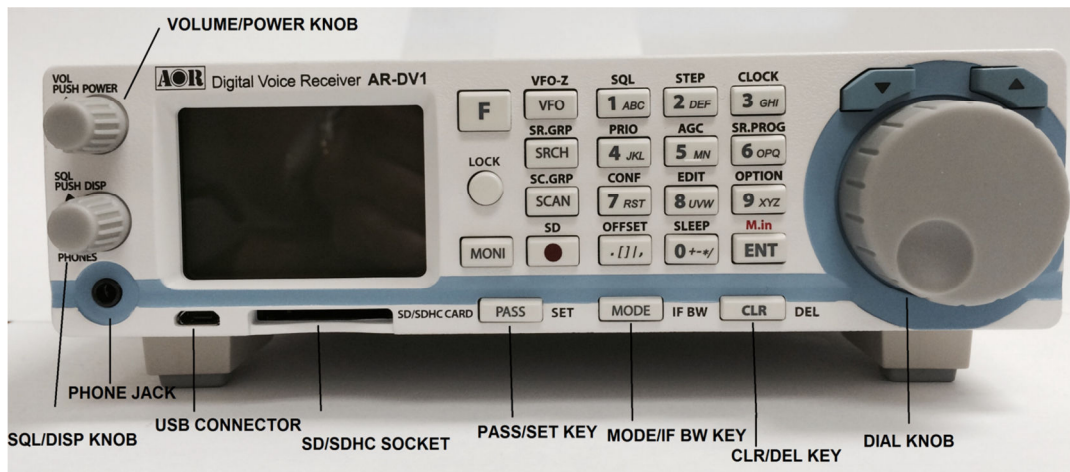 VOLUME/POWER KNOB
VOL
PUSH POWER
AOR Digital Voice Receiver AR-DV1
SQL
PUSH DISP
PHONES
F
LOCK
MONI
VFO-Z
VFO
SQL
1 ABC
STEP
2 DEF
CLOCK
3 GHI
SR.GRP
SRCH
PRIO
4 JKL
AGC
5 MN
SR.PROG
6 OPQ
SC.GRP
SCAN
CONF
7 RST
EDIT
8 UVW
OPTION
9 XYZ
SD
OFFSET
. [ ] | ,
SLEEP
0 +-*/
M.in
ENT
▼
▲
SD/SDHC CARD
PASS SET
MODE IF BW
CLR DEL
PHONE JACK
SQL/DISP KNOB
USB CONNECTOR
SD/SDHC SOCKET
PASS/SET KEY
MODE/IF BW KEY
CLR/DEL KEY
DIAL KNOB